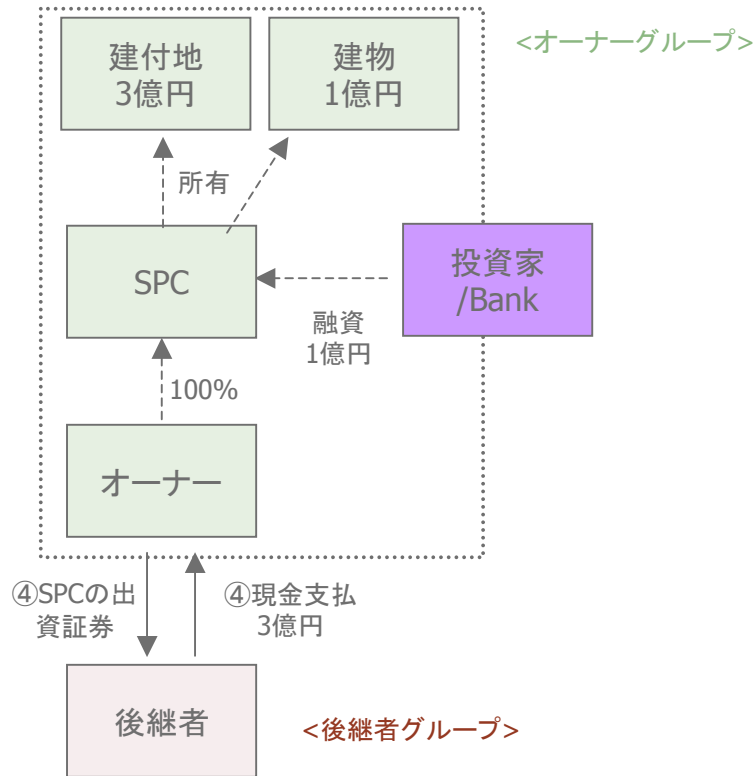 <オーナーグループ>
建付地
3億円
建物
1億円
所有
SPC
投資家
/Bank
融資
1億円
100%
オーナー
④SPCの出
資証券
④現金支払
3億円
後継者
<後継者グループ>